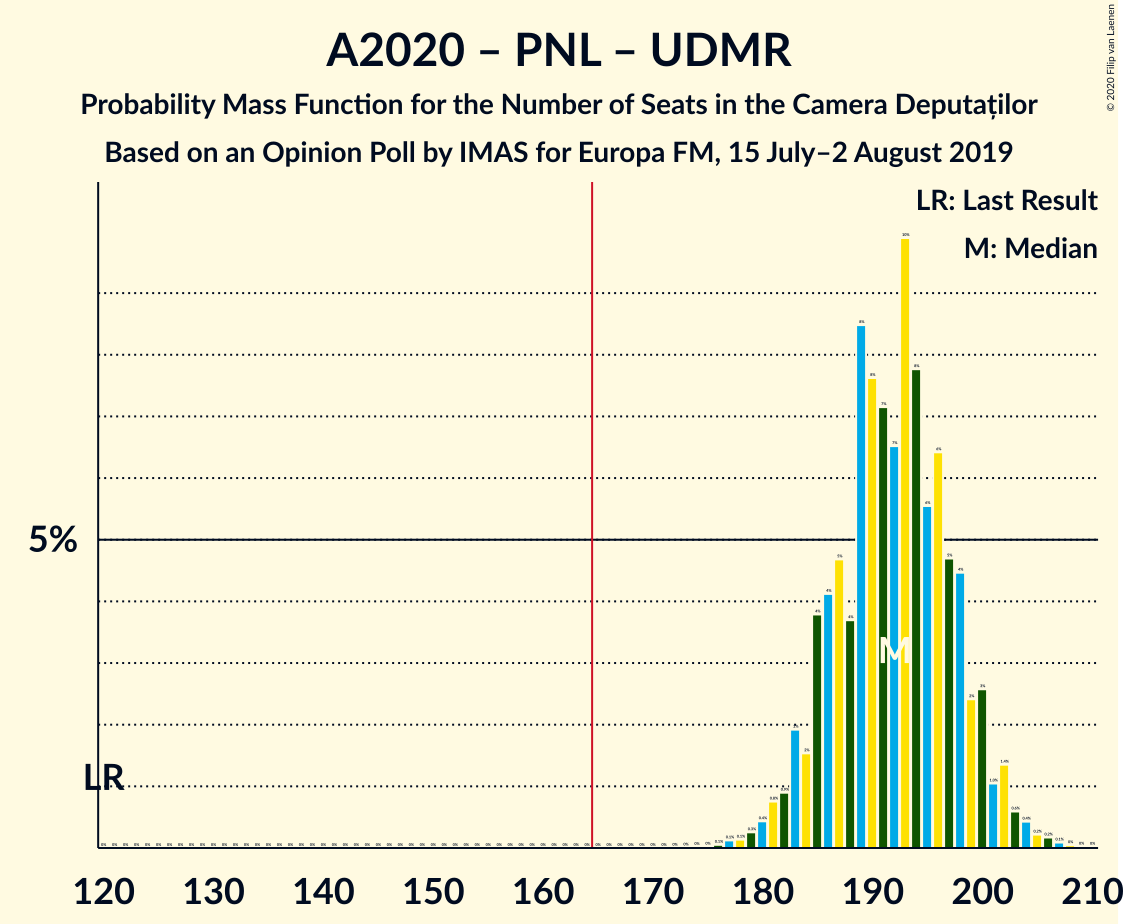 A2020 – PNL – UDMR
Probability Mass Function for the Number of Seats in the Camera Deputaților
Based on an Opinion Poll by IMAS for Europa FM, 15 July–2 August 2019
© 2020 Filip van Laenen
LR: Last Result
M: Median
5%
LR
M
120 130 140 150 160 170 180 190 200 210